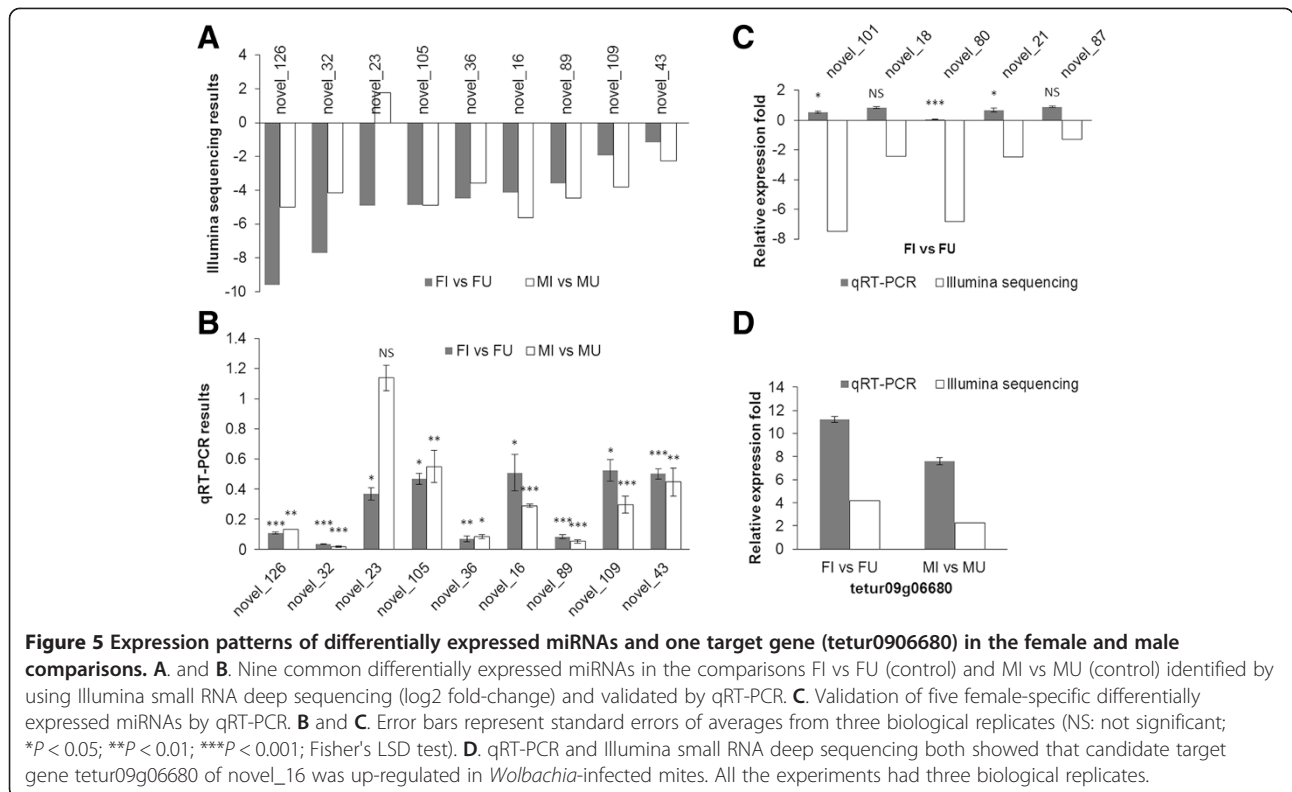 A
Illumina sequencing results
4
2
0
-2
-4
-6
-8
-10
novel_126
novel_32
novel_23
novel_105
novel_36
novel_16
novel_89
novel_109
novel_43
FI vs FU
MI vs MU
B
qRT-PCR results
1.4
1.2
1
0.8
0.6
0.4
0.2
0
FI vs FU
MI vs MU
***
**
***
***
*
NS
*
**
**
*
*
***
***
***
*
***
***
**
novel_126
novel_32
novel_23
novel_105
novel_36
novel_16
novel_89
novel_109
novel_43
C
novel_101
novel_18
novel_80
novel_21
novel_87
Relative expression fold
2
0
-2
-4
-6
-8
*
NS
***
*
NS
FI vs FU
qRT-PCR
Illumina sequencing
D
qRT-PCR
Illumina sequencing
Relative expression fold
14
12
10
8
6
4
2
0
FI vs FU
MI vs MU
tetur09g06680
Figure 5 Expression patterns of differentially expressed miRNAs and one target gene (tetur0906680) in the female and male
comparisons. A. and B. Nine common differentially expressed miRNAs in the comparisons FI vs FU (control) and MI vs MU (control) identified by
using Illumina small RNA deep sequencing (log2 fold-change) and validated by qRT-PCR. C. Validation of five female-specific differentially
expressed miRNAs by qRT-PCR. B and C. Error bars represent standard errors of averages from three biological replicates (NS: not significant;
*P < 0.05; **P < 0.01; ***P < 0.001; Fisher's LSD test). D. qRT-PCR and Illumina small RNA deep sequencing both showed that candidate target
gene tetur09g06680 of novel_16 was up-regulated in Wolbachia-infected mites. All the experiments had three biological replicates.